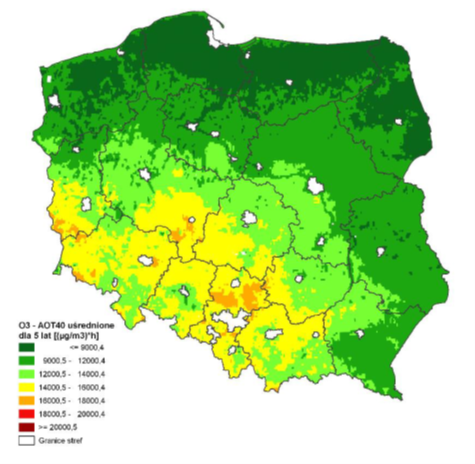 O3 - AOT40 uśrednione
dla 5 lat [(µg/m3)*h]
<= 9000,4
9000,5 - 12000,4
12000,5 - 14000,4
14000,5 - 16000,4
16000,5 - 18000,4
18000,5 - 20000,4
>= 20000,5
Granice stref